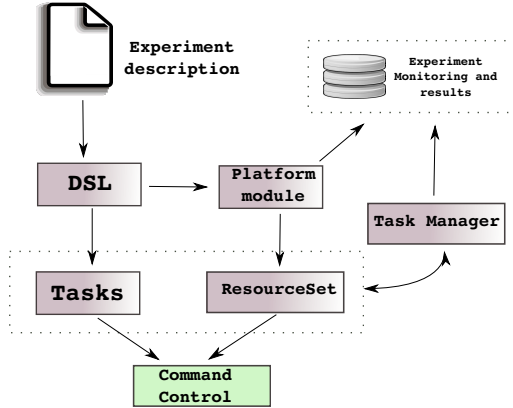 Experiment
description
Experiment
Monitoring and
results
DSL
Platform
module
Task Manager
Tasks
ResourceSet
Command
Control